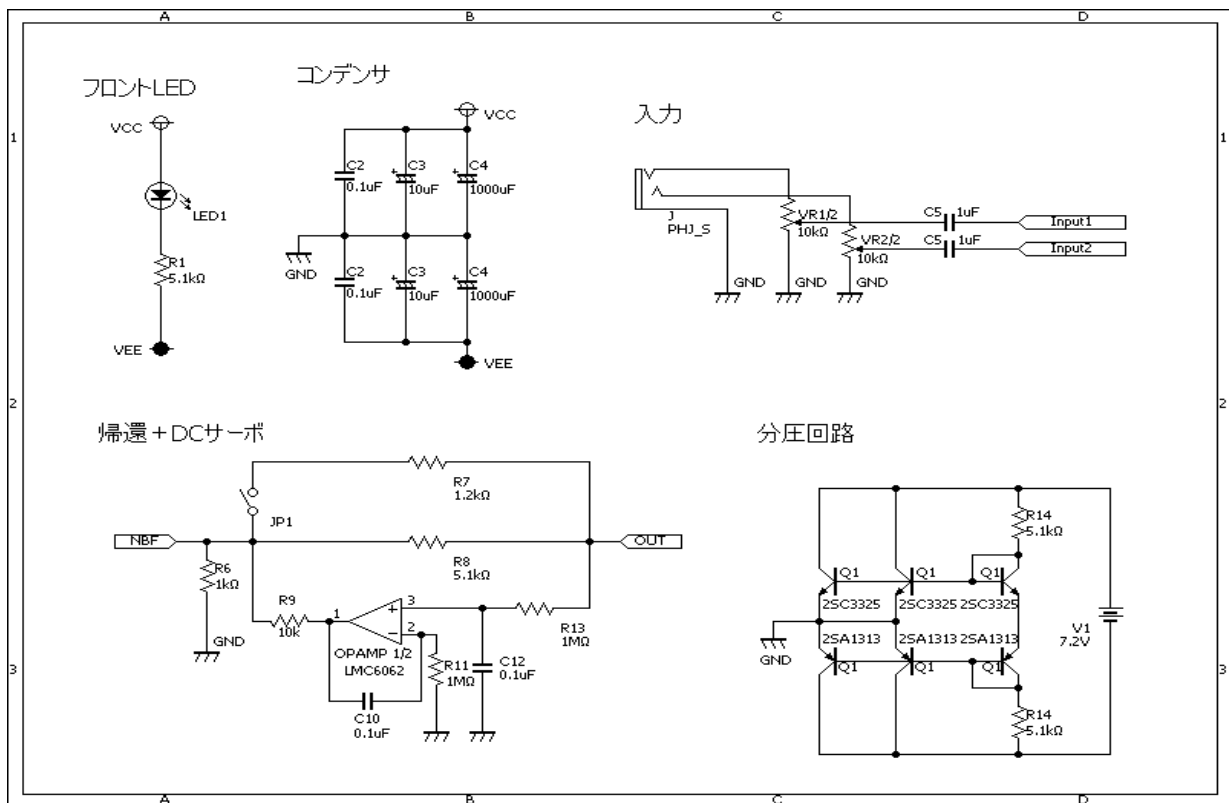 A B C D
1 1
2 2
3 3
A B C D
フロントLED
VCC
LED1
R1
5.1kΩ
VEE
コンデンサ
VCC
C2
0.1uF
C3
10uF
C4
1000uF
GND
C2
0.1uF
C3
10uF
C4
1000uF
VEE
入力
J
PHJ_S
VR1/2
10kΩ
VR2/2
10kΩ
C5 1uF
Input1
C5 1uF
Input2
GND
GND
GND
帰還+DCサーボ
R7
1.2kΩ
JP1
NBF
OUT
R6
1kΩ
R8
5.1kΩ
GND
R9
10k
1
3
2
OPAMP 1/2
LMC6062
R13
1MΩ
R11
1MΩ
C12
0.1uF
C10
0.1uF
分圧回路
R14
5.1kΩ
Q1 Q1 Q1
2SC3325 2SC3325 2SC3325
GND
2SA1313 2SA1313 2SA1313
Q1 Q1 Q1
V1
7.2V
R14
5.1kΩ